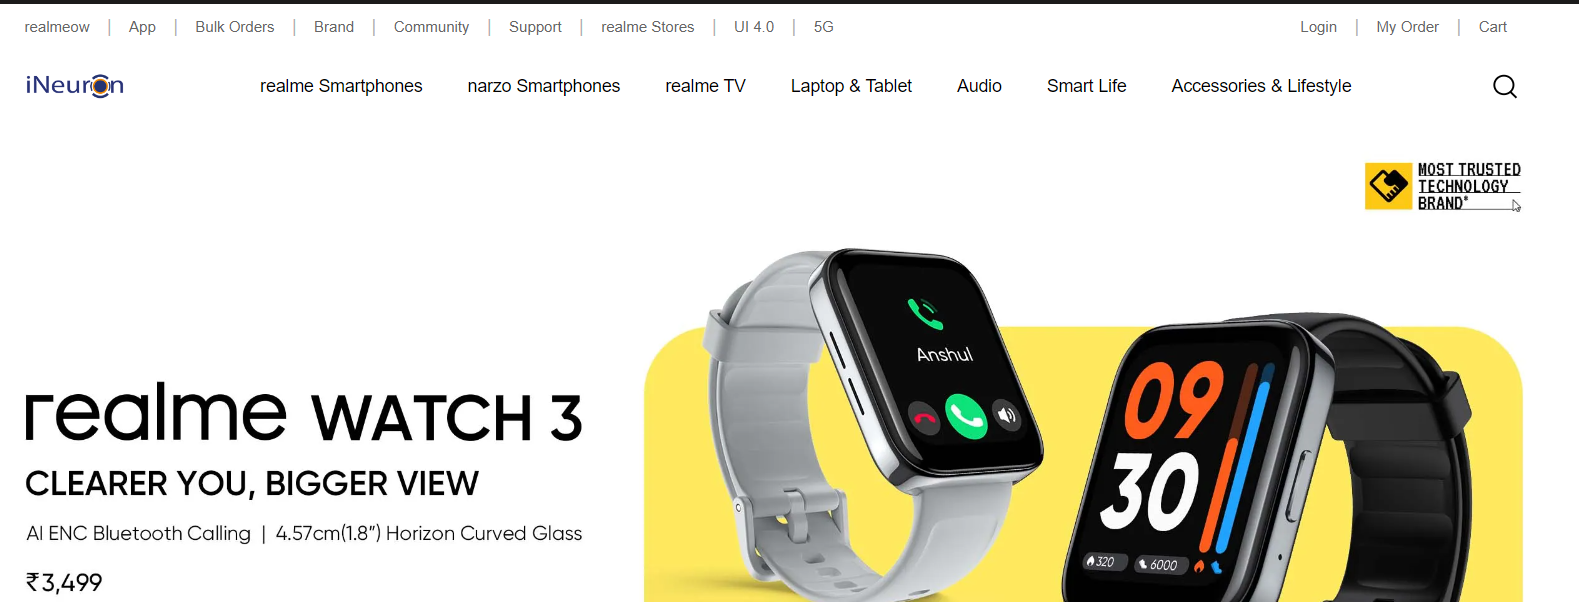 realmeow | App | Bulk Orders | Brand | Community | Support | realme Stores | UI 4.0 | 5G Login | My Order | Cart
iNeuron realme Smartphones narzo Smartphones realme TV Laptop & Tablet Audio Smart Life Accessories & Lifestyle
MOST TRUSTED
TECHNOLOGY
BRAND*
Anshul
09
30
320 6000
realme WATCH 3
CLEARER YOU, BIGGER VIEW
AI ENC Bluetooth Calling | 4.57cm(1.8”) Horizon Curved Glass
₹3,499